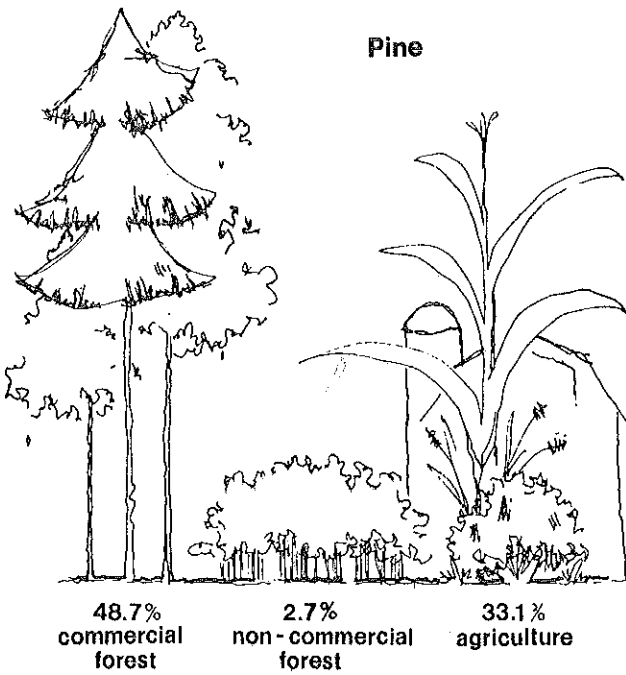 Pine
48.7%
commercial
forest
2.7%
non-commercial
forest
33.1%
agriculture